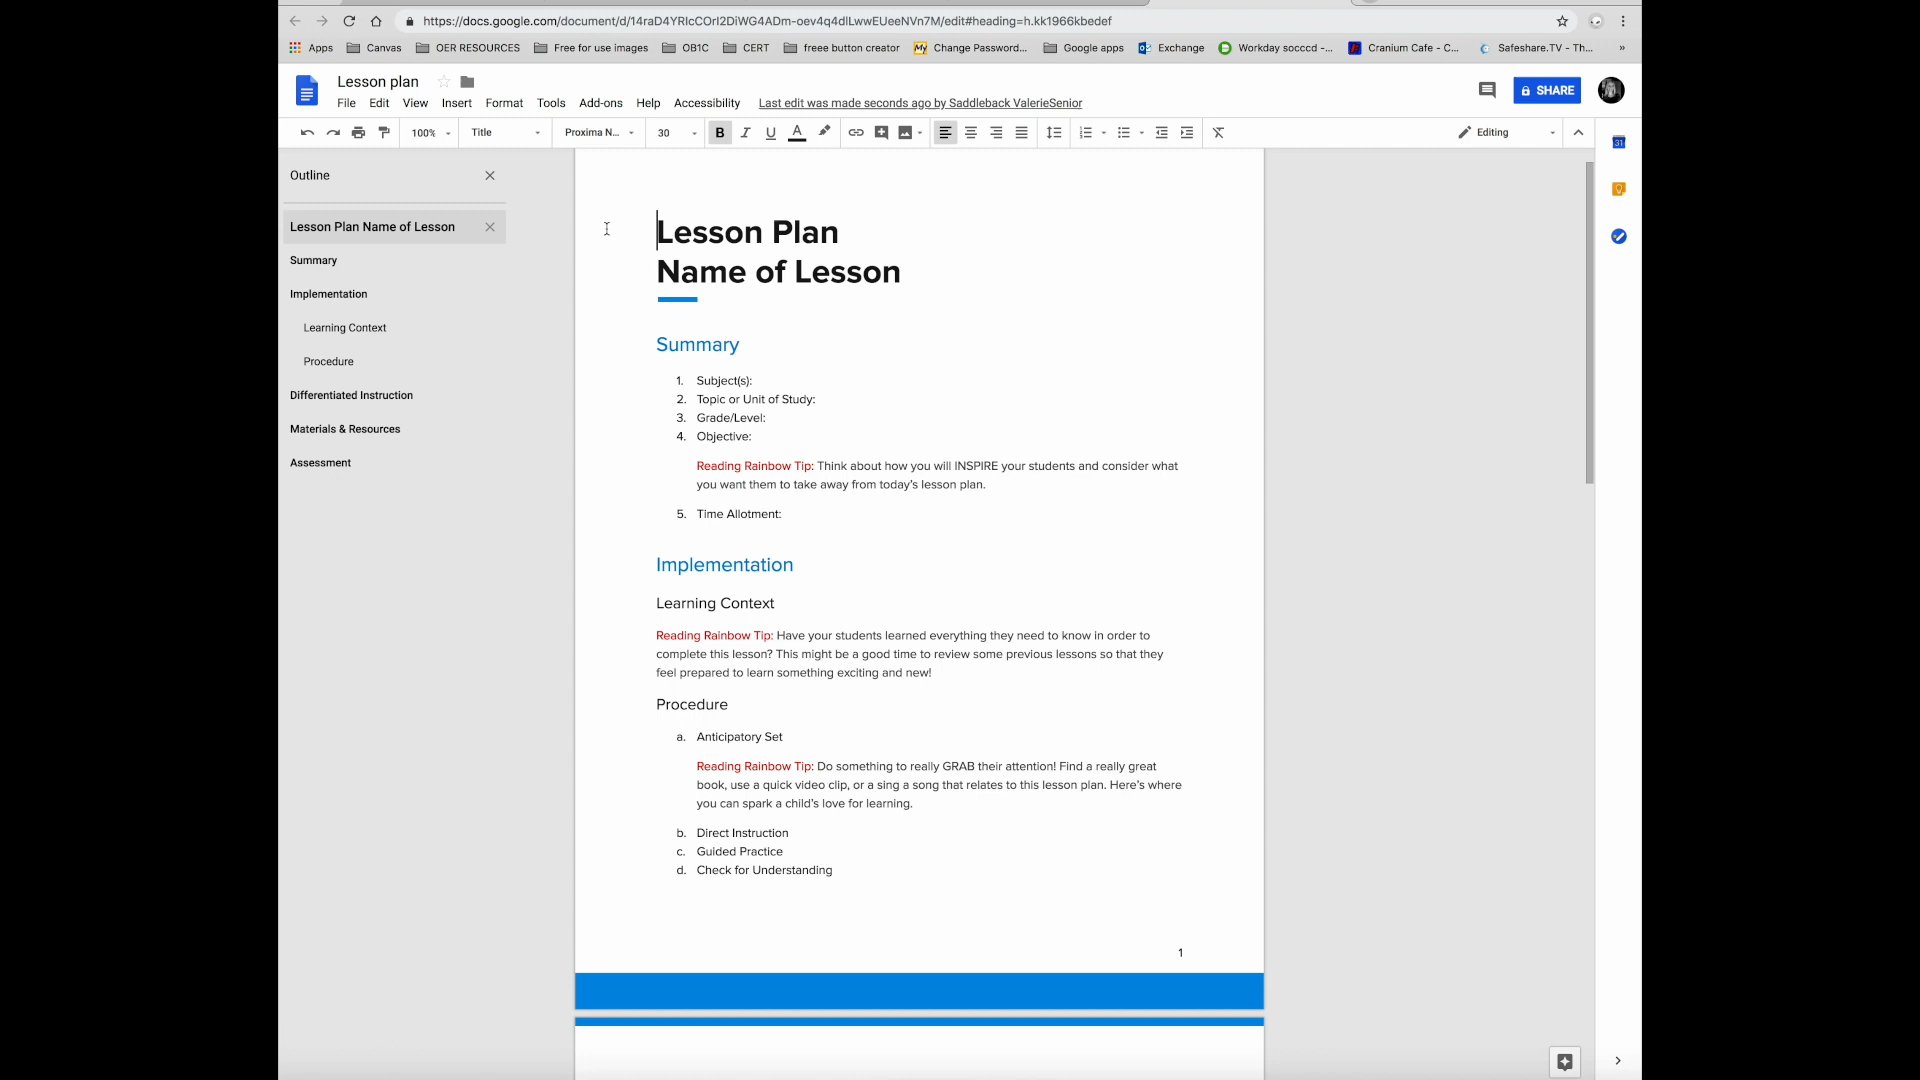 https://docs.google.com/document/d/14raD4YRIcCOrI2DiWG4ADm-oev4q4dlLwwEUeeNVn7M/edit#heading=h.kk1966kbedef
Apps Canvas OER RESOURCES Free for use images OB1C CERT freee button creator Change Password... Google apps Exchange Workday socccd -... Cranium Cafe - C... Safeshare.TV - Th... »
Lesson plan
SHARE
File Edit View Insert Format Tools Add-ons Help Accessibility Last edit was made seconds ago by Saddleback ValerieSenior
100% Title Proxima N... 30 B I U A Editing
31
Outline
Lesson Plan Name of Lesson
Summary
Implementation
Learning Context
Procedure
Differentiated Instruction
Materials & Resources
Assessment
Lesson Plan
Name of Lesson
Summary
1. Subject(s):
2. Topic or Unit of Study:
3. Grade/Level:
4. Objective:
Reading Rainbow Tip: Think about how you will INSPIRE your students and consider what
you want them to take away from today's lesson plan.
5. Time Allotment:
Implementation
Learning Context
Reading Rainbow Tip: Have your students learned everything they need to know in order to
complete this lesson? This might be a good time to review some previous lessons so that they
feel prepared to learn something exciting and new!
Procedure
a. Anticipatory Set
Reading Rainbow Tip: Do something to really GRAB their attention! Find a really great
book, use a quick video clip, or a sing a song that relates to this lesson plan. Here's where
you can spark a child's love for learning.
b. Direct Instruction
c. Guided Practice
d. Check for Understanding
1